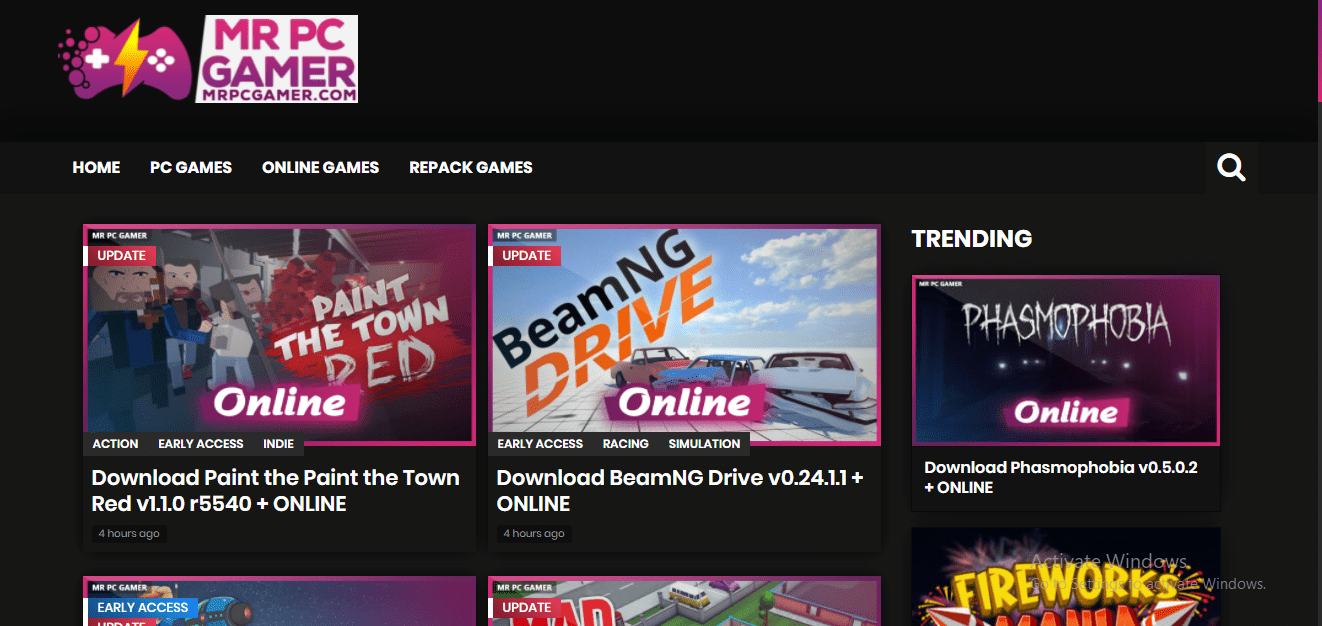 MR PC
GAMER
MRPCGAMER.COM
HOME PC GAMES ONLINE GAMES REPACK GAMES
MR PC GAMER
UPDATE
PAINT
THE TOWN
RED
Online
ACTION EARLY ACCESS INDIE
Download Paint the Paint the Town
Red v1.1.0 r5540 + ONLINE
4 hours ago
MR PC GAMER
UPDATE
BeamNG
DRIVE
Online
EARLY ACCESS RACING SIMULATION
Download BeamNG Drive v0.24.1.1 +
ONLINE
4 hours ago
TRENDING
MR PC GAMER
PHASMOPHOBIA
Online
Download Phasmophobia v0.5.0.2
+ ONLINE
MR PC GAMER
EARLY ACCESS
UPDATE
MR PC GAMER
UPDATE
FIREWORKS
MANIA
Activate Windows
Go to Settings to activate Windows.